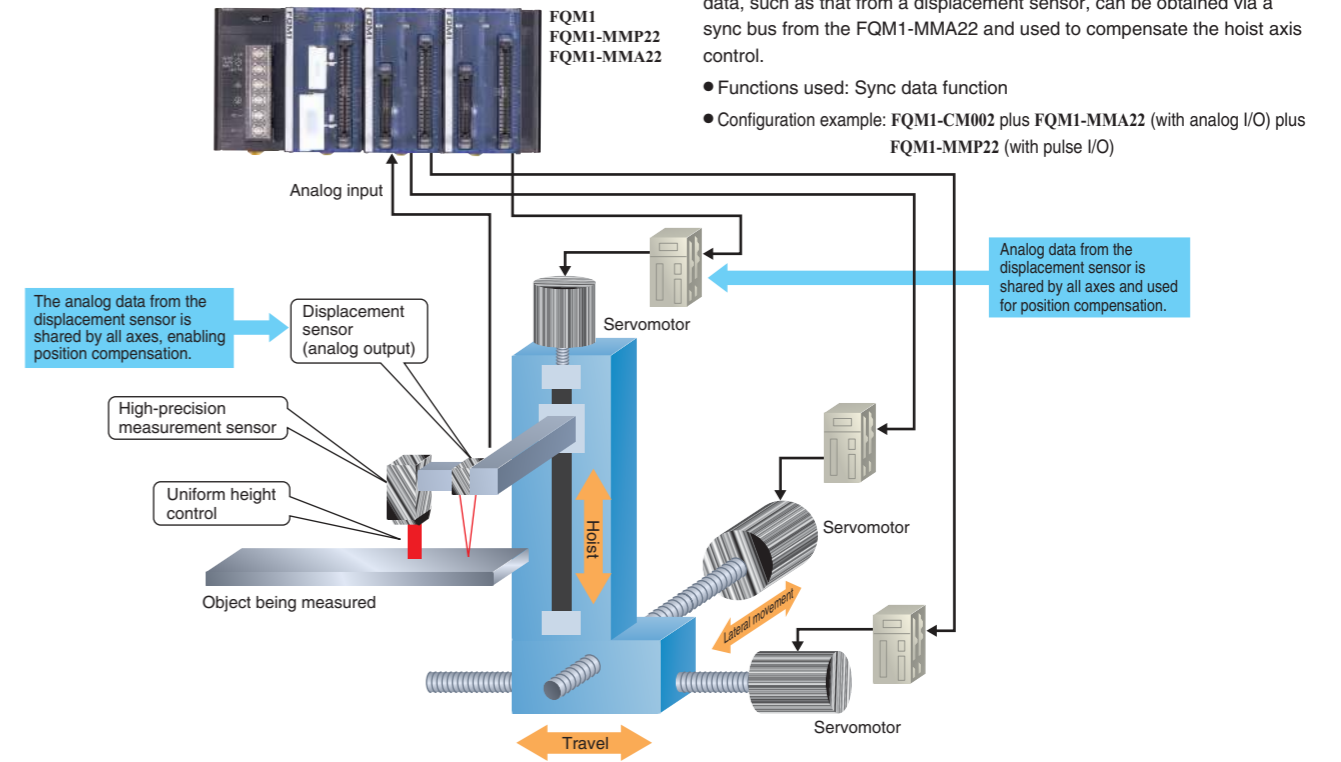 data, such as that from a displacement sensor, can be obtained via a
sync bus from the FQM1-MMA22 and used to compensate the hoist axis
control.
● Functions used: Sync data function
● Configuration example: FQM1-CM002 plus FQM1-MMA22 (with analog I/O) plus
FQM1-MMP22 (with pulse I/O)
FQM1
FQM1-MMP22
FQM1-MMA22
FQM1
FQM1
FQM1
Analog input
Analog data from the
displacement sensor is
shared by all axes and used
for position compensation.
The analog data from the
displacement sensor is
shared by all axes, enabling
position compensation.
Displacement
sensor
(analog output)
Servomotor
High-precision
measurement sensor
Uniform height
control
Hoist
Servomotor
Object being measured
Lateral movement
Servomotor
Travel